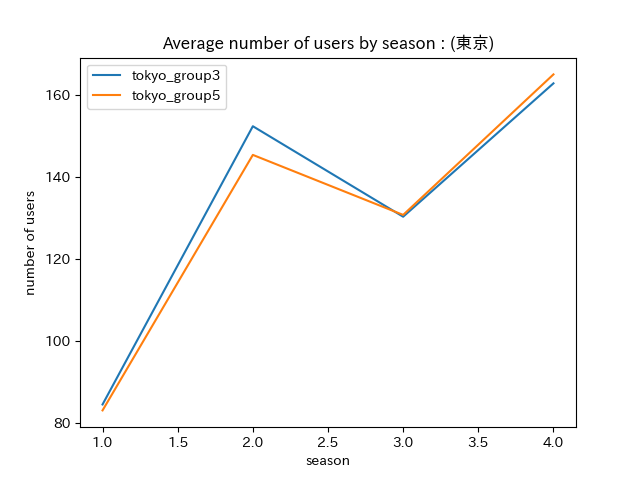 Average number of users by season : (東京)
tokyo_group3
tokyo_group5
160
140
120
100
80
number of users
1.0 1.5 2.0 2.5 3.0 3.5 4.0
season